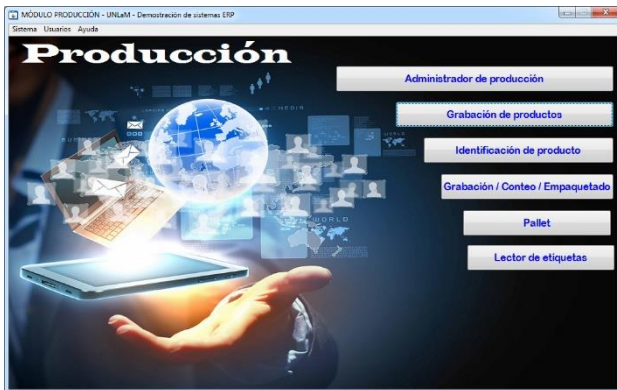 MÓDULO PRODUCCIÓN - UNLaM - Demostración de sistemas ERP
Sistema Usuarios Ayuda
Producción
Administrador de producción
Grabación de productos
Identificación de producto
Grabación / Conteo / Empaquetado
Pallet
Lector de etiquetas
WORLD